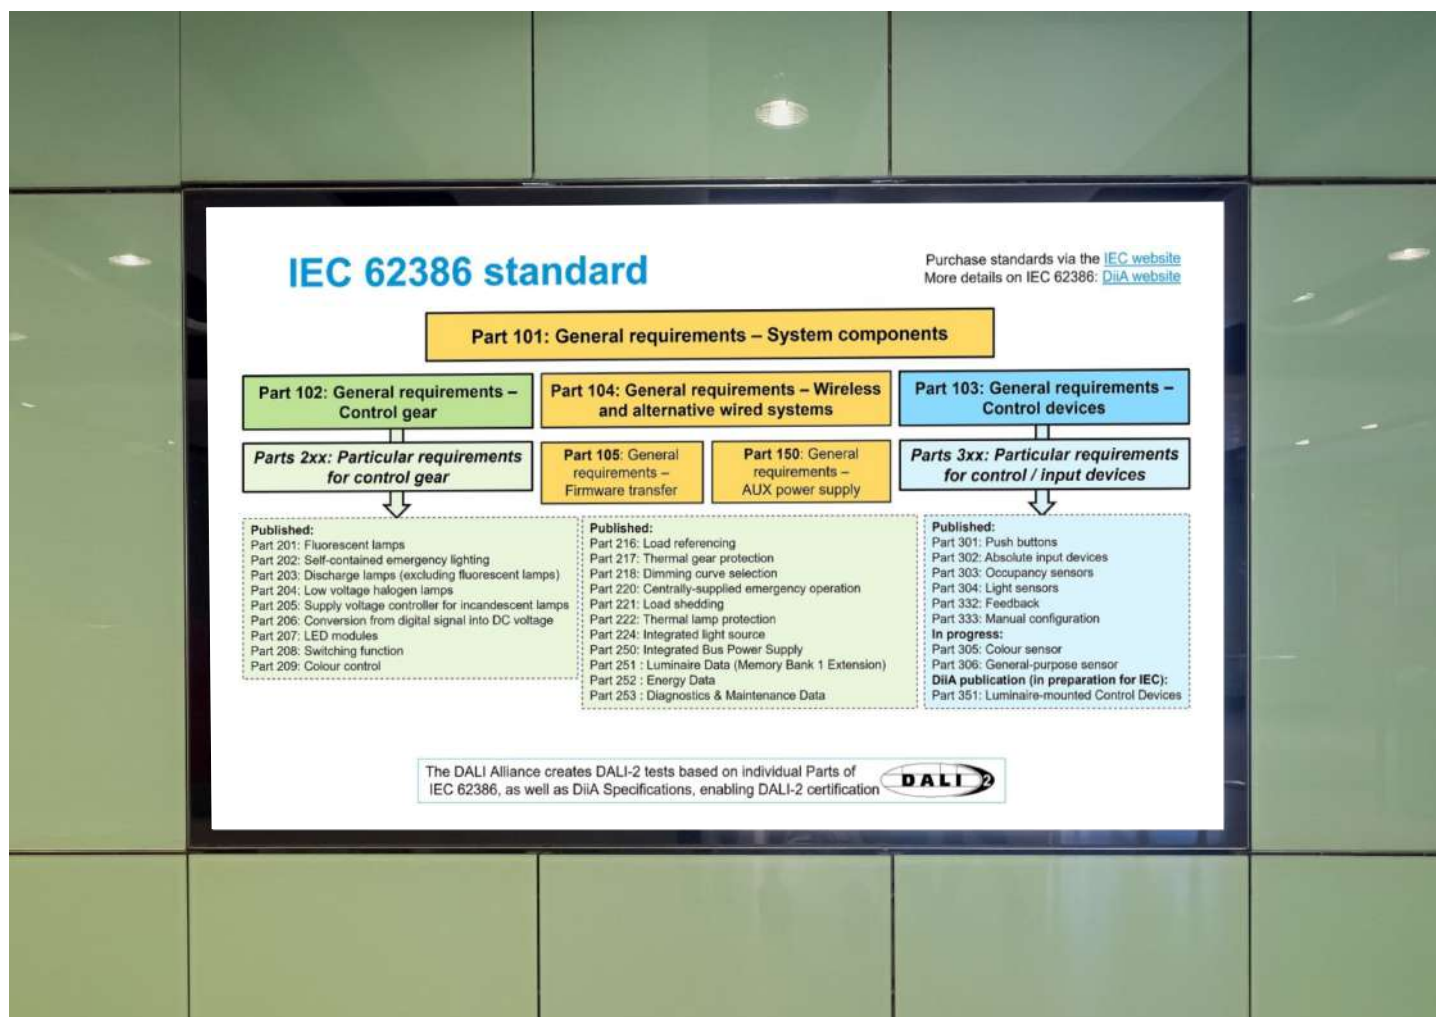 IEC 62386 standard
Purchase standards via the IEC website
More details on IEC 62386: DiiA website
Part 101: General requirements – System components
Part 102: General requirements –
Control gear
Part 104: General requirements – Wireless
and alternative wired systems
Part 103: General requirements –
Control devices
Parts 2xx: Particular requirements
for control gear
Part 105: General
requirements –
Firmware transfer
Part 150: General
requirements –
AUX power supply
Parts 3xx: Particular requirements
for control / input devices
Published:
Part 201: Fluorescent lamps
Part 202: Self-contained emergency lighting
Part 203: Discharge lamps (excluding fluorescent lamps)
Part 204: Low voltage halogen lamps
Part 205: Supply voltage controller for incandescent lamps
Part 206: Conversion from digital signal into DC voltage
Part 207: LED modules
Part 208: Switching function
Part 209: Colour control
Published:
Part 216: Load referencing
Part 217: Thermal gear protection
Part 218: Dimming curve selection
Part 220: Centrally-supplied emergency operation
Part 221: Load shedding
Part 222: Thermal lamp protection
Part 224: Integrated light source
Part 250: Integrated Bus Power Supply
Part 251 : Luminaire Data (Memory Bank 1 Extension)
Part 252 : Energy Data
Part 253 : Diagnostics & Maintenance Data
Published:
Part 301: Push buttons
Part 302: Absolute input devices
Part 303: Occupancy sensors
Part 304: Light sensors
Part 332: Feedback
Part 333: Manual configuration
In progress:
Part 305: Colour sensor
Part 306: General-purpose sensor
DiiA publication (in preparation for IEC):
Part 351: Luminaire-mounted Control Devices
The DALI Alliance creates DALI-2 tests based on individual Parts of
IEC 62386, as well as DiiA Specifications, enabling DALI-2 certification
DALI 2